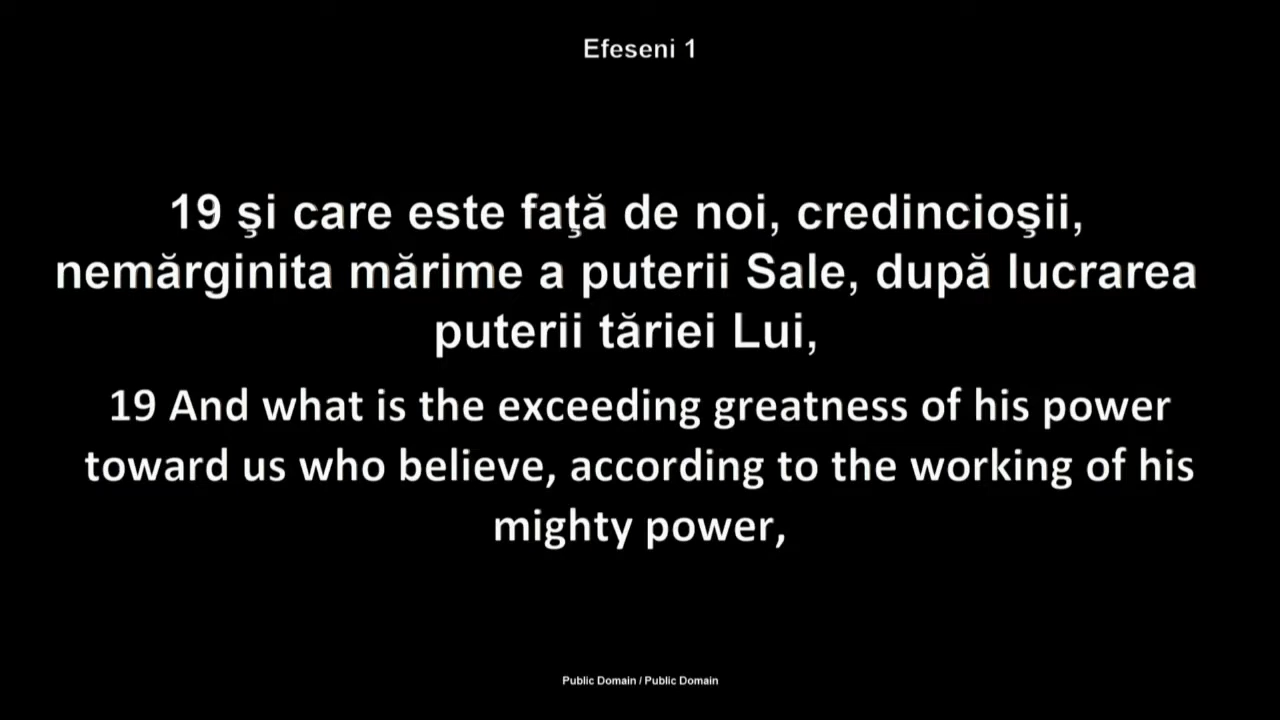 Efeseni 1
19 şi care este faţă de noi, credincioşii,
nemărginita mărime a puterii Sale, după lucrarea
puterii tăriei Lui,
19 And what is the exceeding greatness of his power
toward us who believe, according to the working of his
mighty power,
Public Domain / Public Domain